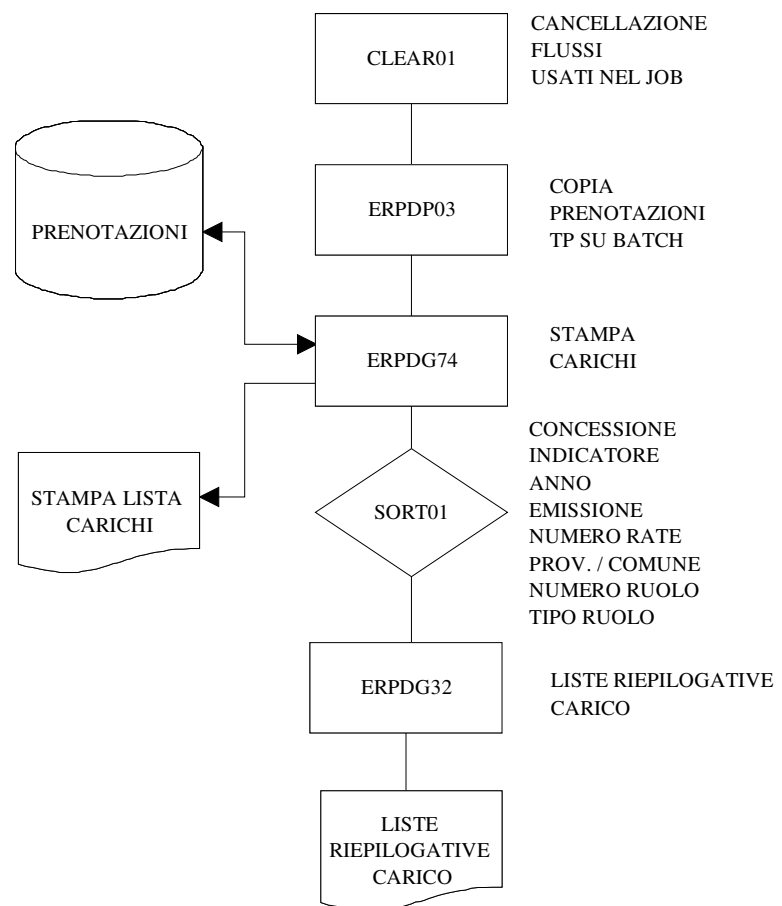 CLEAR01
CANCELLAZIONE
FLUSSI
USATI NEL JOB
PRENOTAZIONI
ERPDP03
COPIA
PRENOTAZIONI
TP SU BATCH
ERPDG74
STAMPA
CARICHI
STAMPA LISTA
CARICHI
SORT01
CONCESSIONE
INDICATORE
ANNO
EMISSIONE
NUMERO RATE
PROV. / COMUNE
NUMERO RUOLO
TIPO RUOLO
ERPDG32
LISTE RIEPILOGATIVE
CARICO
LISTE
RIEPILOGATIVE
CARICO